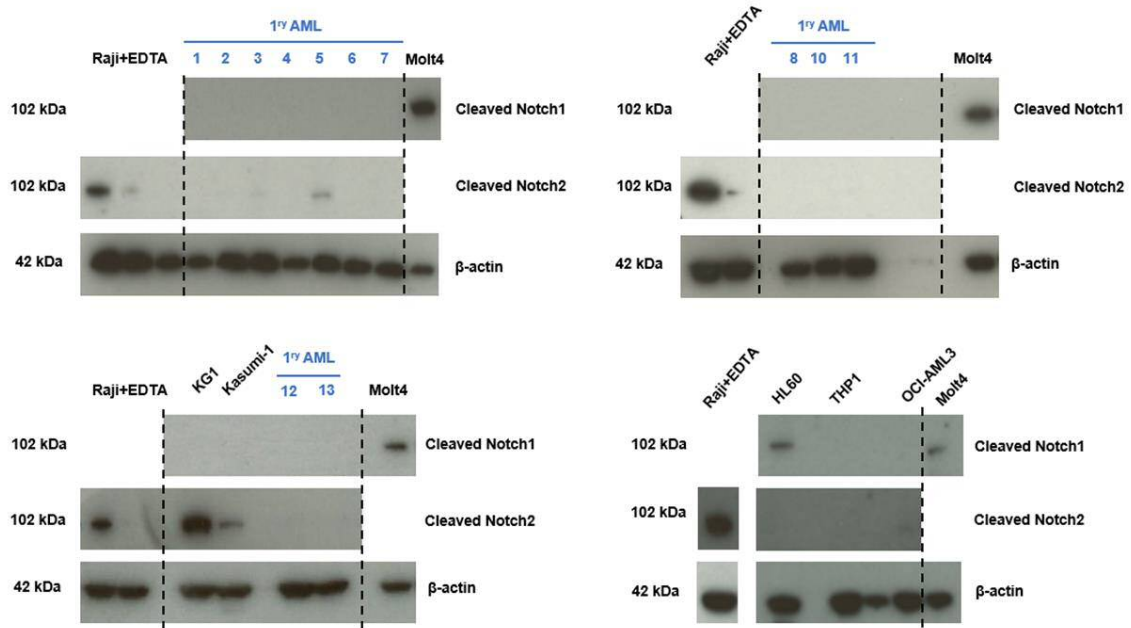 1ry AML
Raji+EDTA 1 2 3 4 5 6 7 Molt4
102 kDa Cleaved Notch1
102 kDa Cleaved Notch2
42 kDa β-actin
Raji+EDTA 1ry AML
8 10 11 Molt4
102 kDa Cleaved Notch1
102 kDa Cleaved Notch2
42 kDa β-actin
KG1 Kasumi-1 1ry AML
Raji+EDTA 12 13 Molt4
102 kDa Cleaved Notch1
102 kDa Cleaved Notch2
42 kDa β-actin
Raji+EDTA HL60 THP1 OCI-AML3 Molt4
102 kDa Cleaved Notch1
102 kDa Cleaved Notch2
42 kDa β-actin